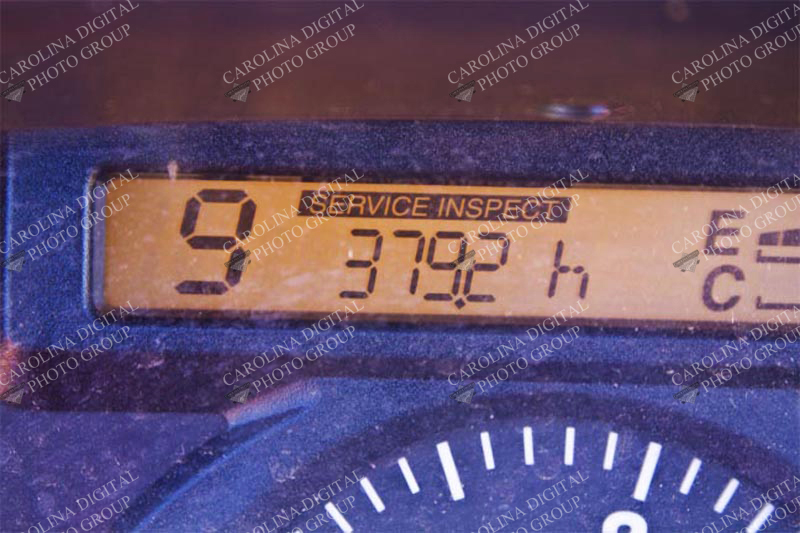 SERVICE INSPECT
9 379.2 h
E
C
CAROLINA DIGITAL
PHOTO GROUP